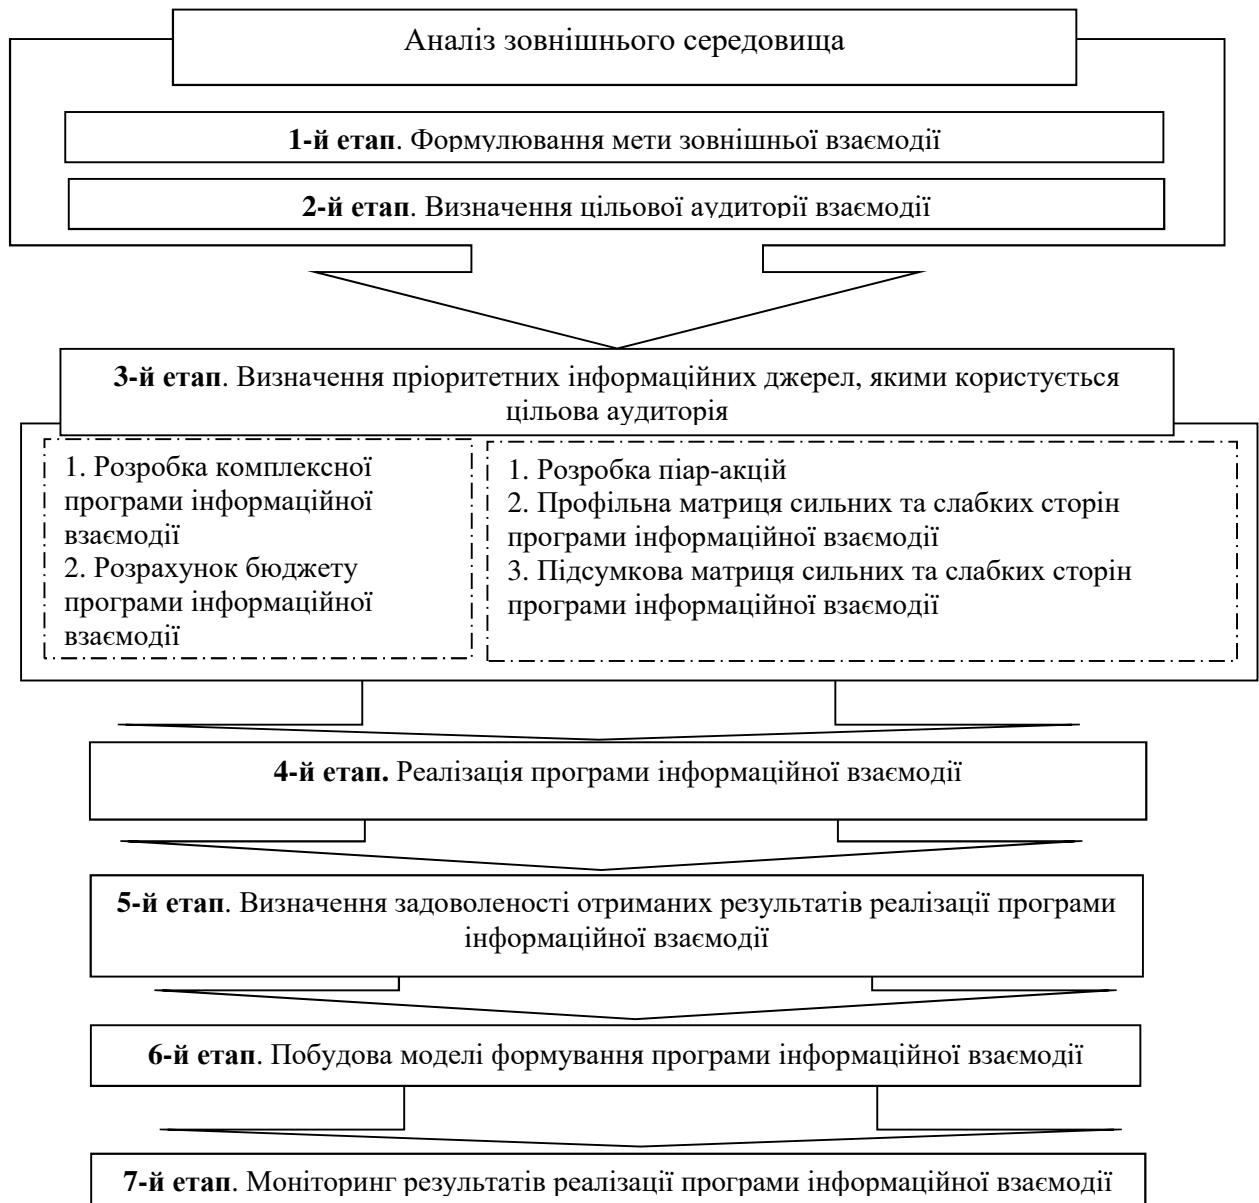 Аналіз зовнішнього середовища
1-й етап. Формулювання мети зовнішньої взаємодії
2-й етап. Визначення цільової аудиторії взаємодії
3-й етап. Визначення пріоритетних інформаційних джерел, якими користується
цільова аудиторія
1. Розробка комплексної
програми інформаційної
взаємодії
2. Розрахунок бюджету
програми інформаційної
взаємодії
1. Розробка піар-акцій
2. Профільна матриця сильних та слабких сторін
програми інформаційної взаємодії
3. Підсумкова матриця сильних та слабких сторін
програми інформаційної взаємодії
4-й етап. Реалізація програми інформаційної взаємодії
5-й етап. Визначення задоволеності отриманих результатів реалізації програми
інформаційної взаємодії
6-й етап. Побудова моделі формування програми інформаційної взаємодії
7-й етап. Моніторинг результатів реалізації програми інформаційної взаємодії